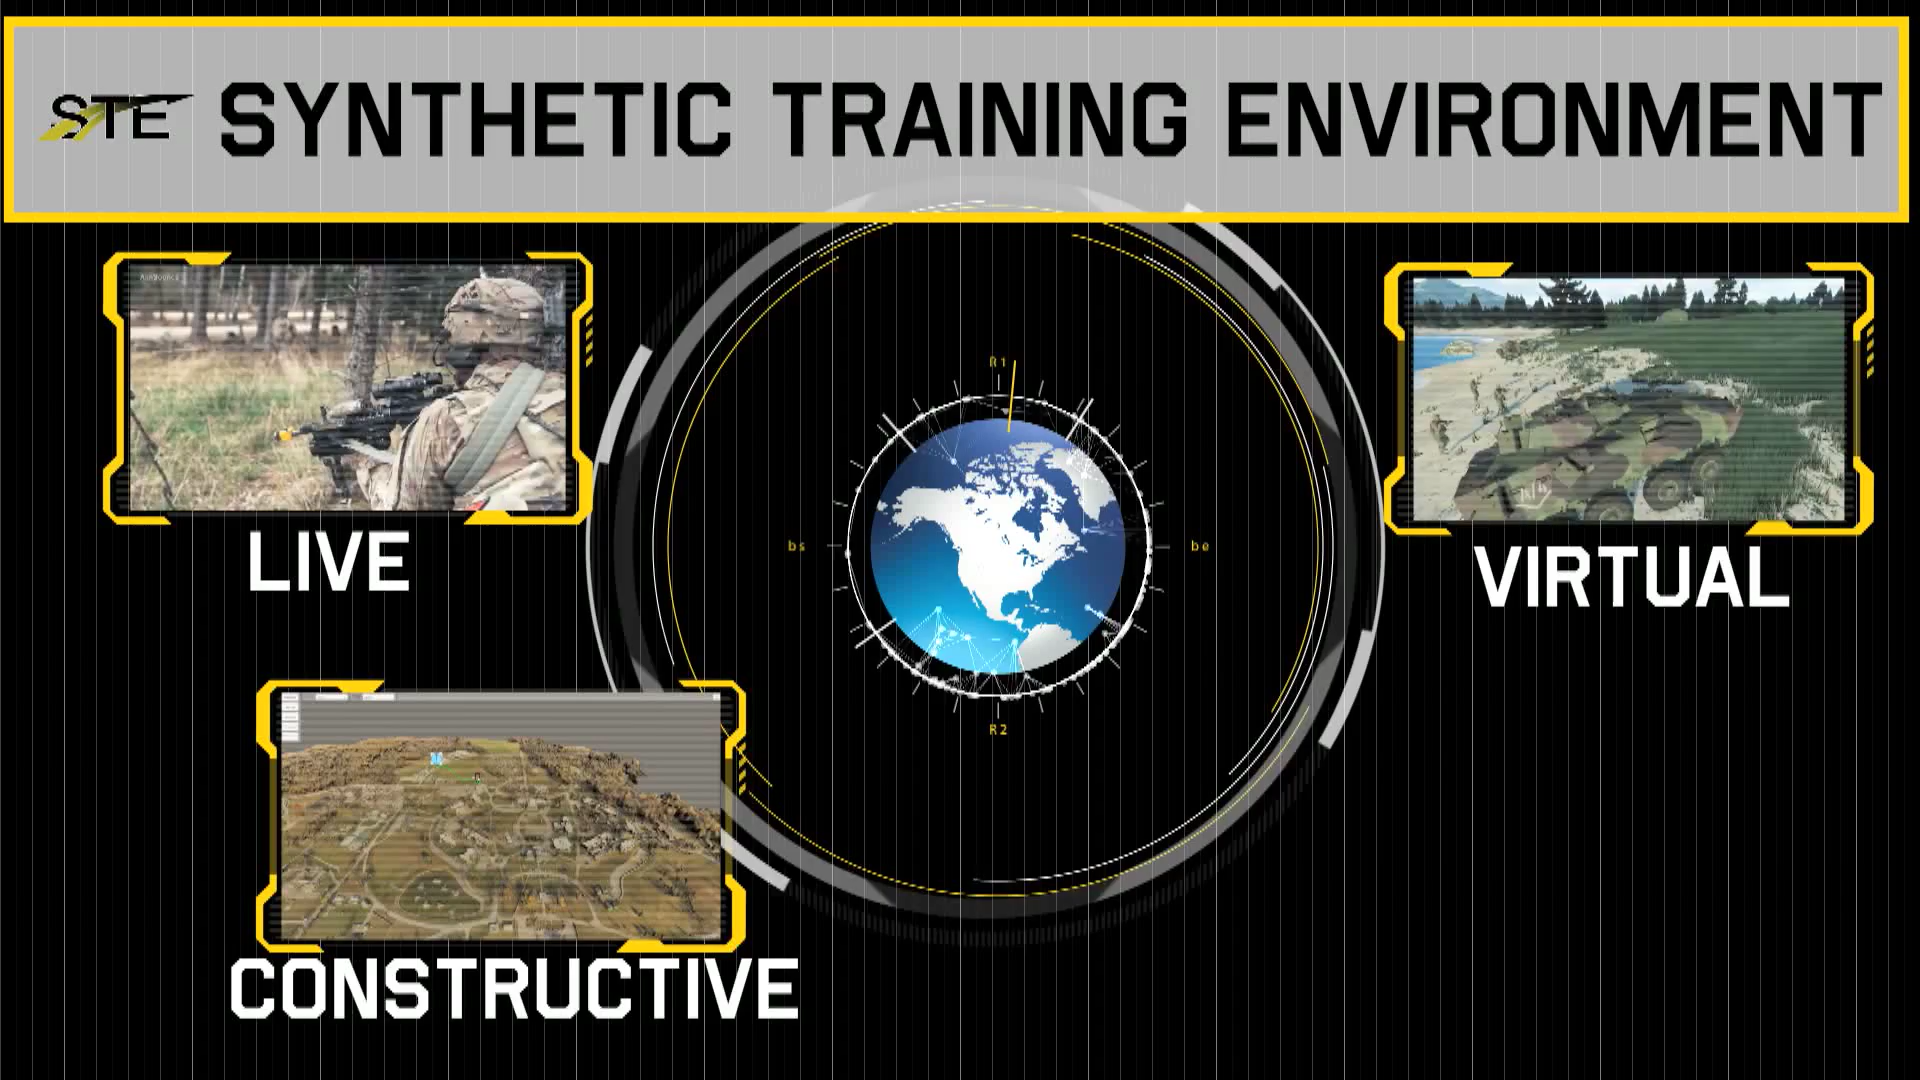 STE SYNTHETIC TRAINING ENVIRONMENT
LIVE
VIRTUAL
R1
bs
be
R2
CONSTRUCTIVE